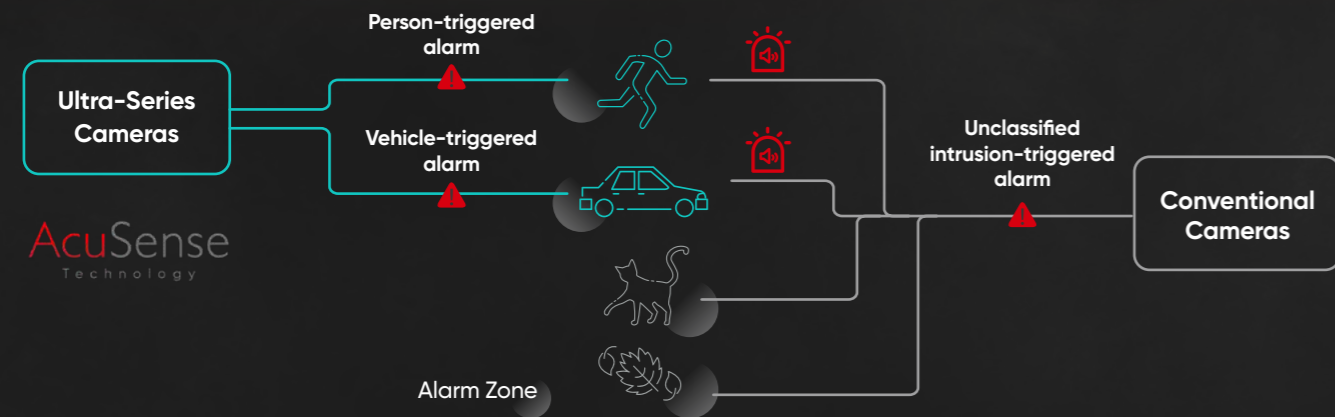 Person-triggered
alarm
Ultra-Series
Cameras
Vehicle-triggered
alarm
AcuSense
Technology
Unclassified
intrusion-triggered
alarm
Conventional
Cameras
Alarm Zone